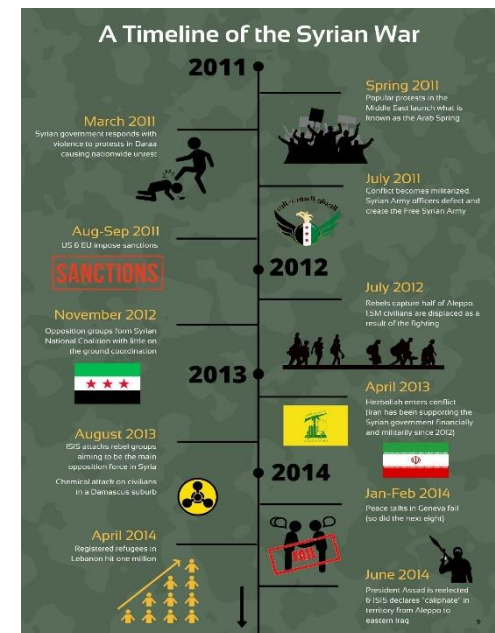 A Timeline of the Syrian War
2011
Spring 2011
Popular protests in the
Middle East launch what is
known as the Arab Spring
March 2011
Syrian government responds with
violence to protests in Daraa
causing nationwide unrest
July 2011
Conflict becomes militarized.
Syrian Army officers defect and
create the Free Syrian Army
Aug-Sep 2011
US & EU impose sanctions
SANCTIONS
2012
July 2012
Rebels capture half of Aleppo.
1.5M civilians are displaced as a
result of the fighting
November 2012
Opposition groups form Syrian
National Coalition with little on
the ground coordination
2013
April 2013
Hezbollah enters conflict
(Iran has been supporting the
Syrian government financially
and militarily since 2012)
August 2013
ISIS attacks rebel groups
aiming to be the main
opposition force in Syria
Chemical attack on civilians
in a Damascus suburb
2014
Jan-Feb 2014
Peace talks in Geneva fail
(so did the next eight)
FAIL
April 2014
Registered refugees in
Lebanon hit one million
June 2014
President Assad is reelected
& ISIS declares "caliphate" in
territory from Aleppo to
eastern Iraq